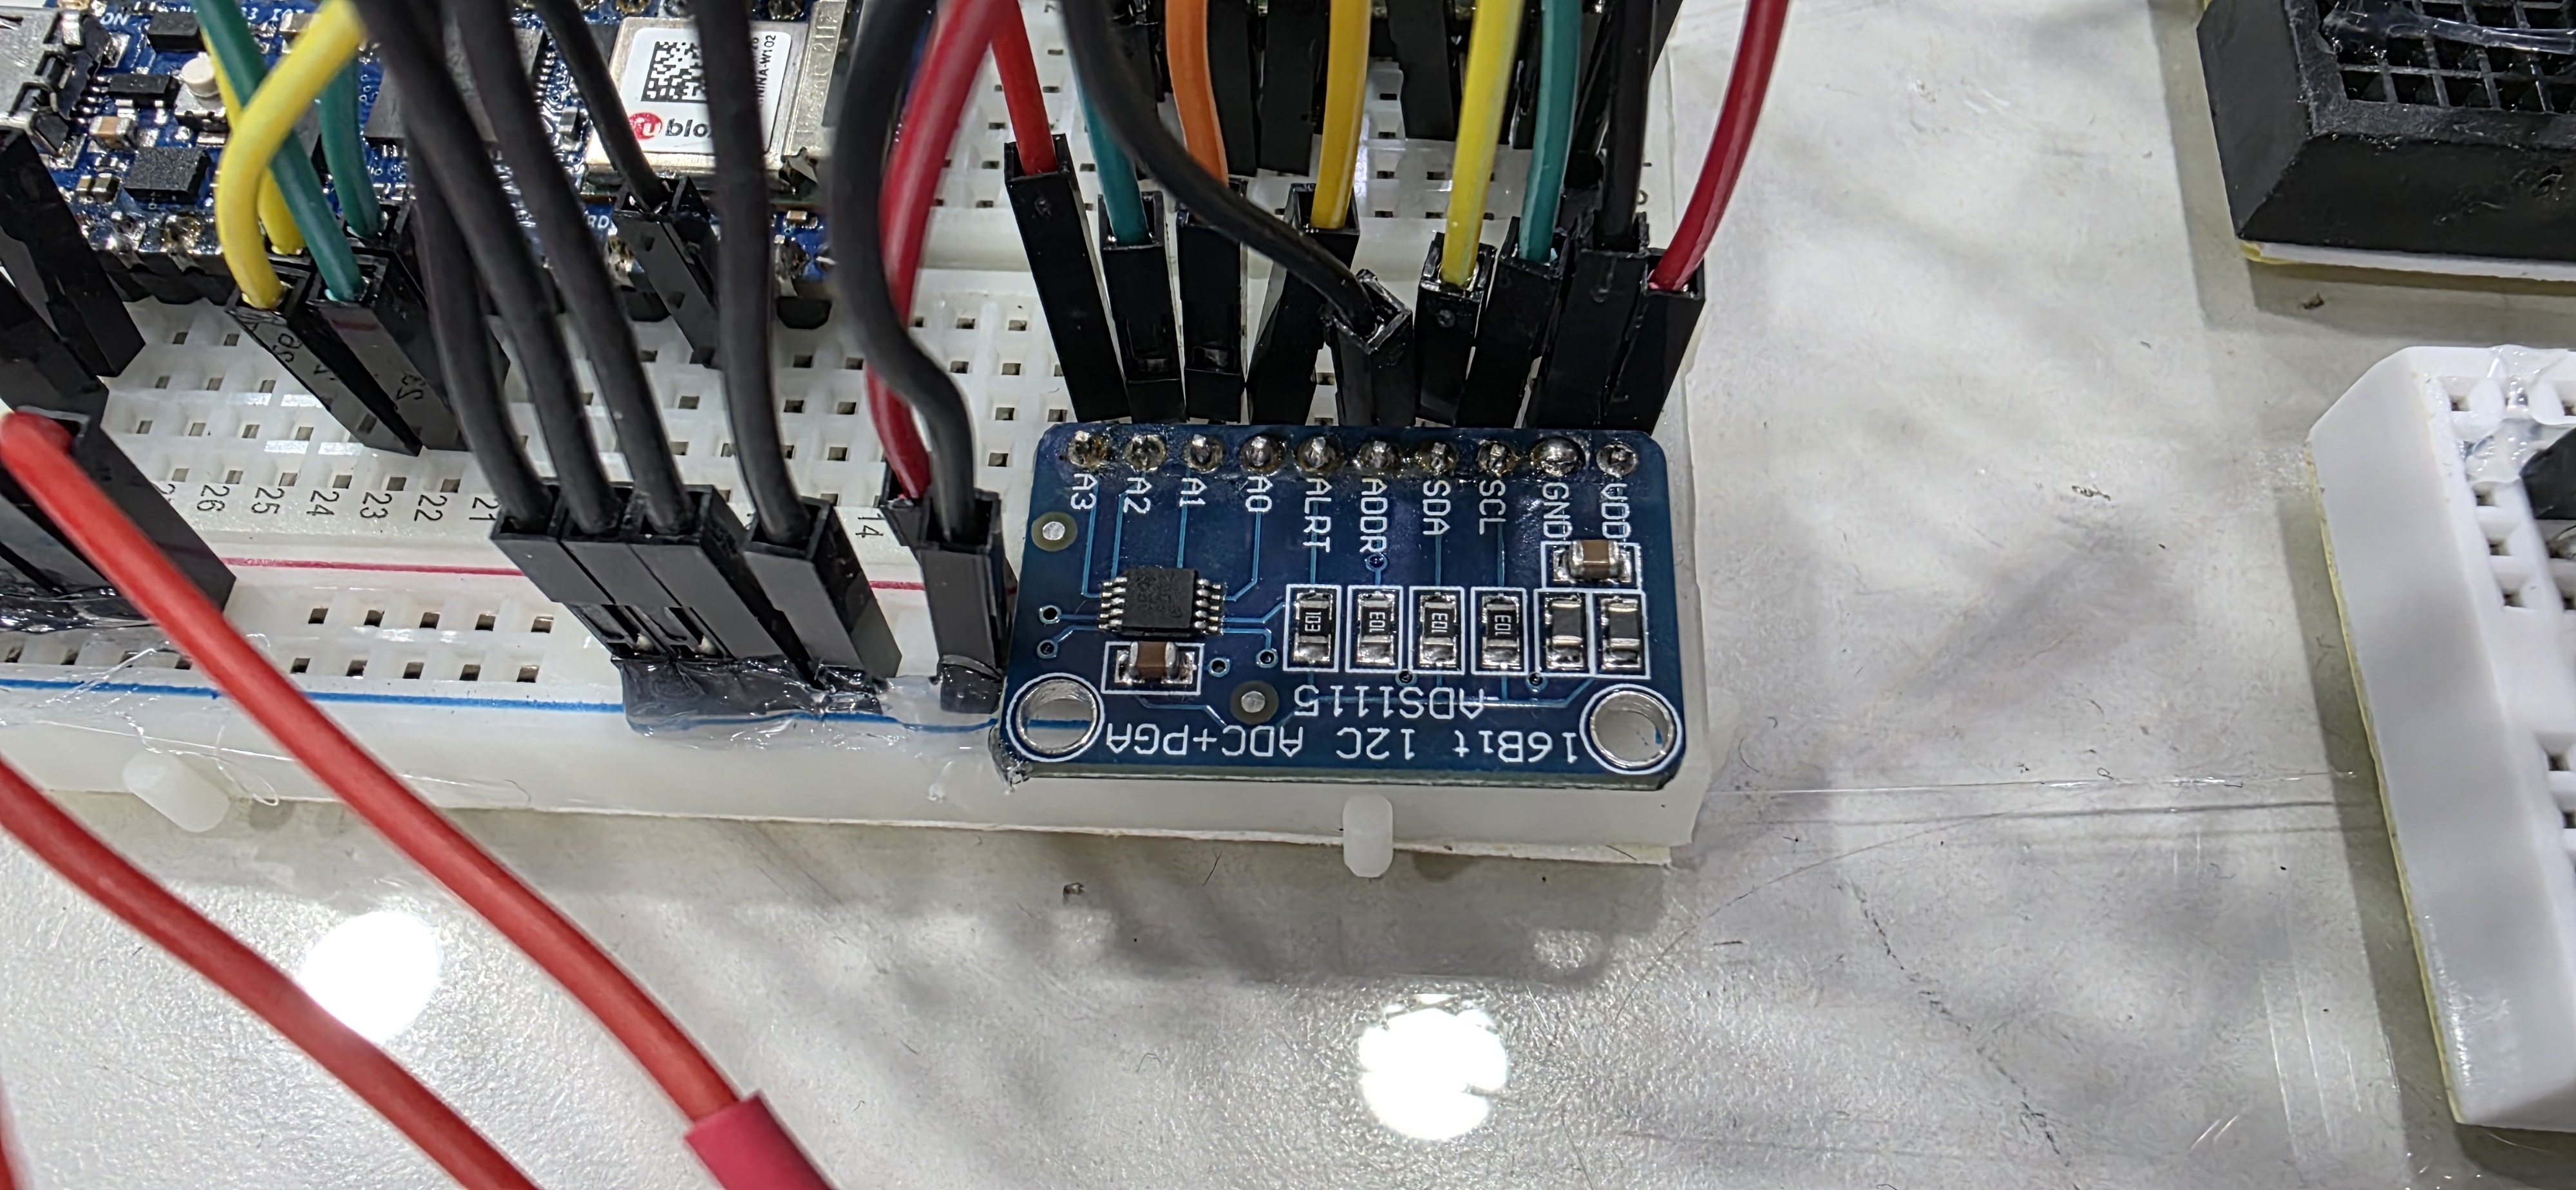 26
25
24
23
22
21
14
NINA-W102
16Bit I2C ADC+PGA
ADS1115
A3
A2
A1
A0
ALRT
ADDR
SDA
SCL
GND
VDD
103
103
103
103